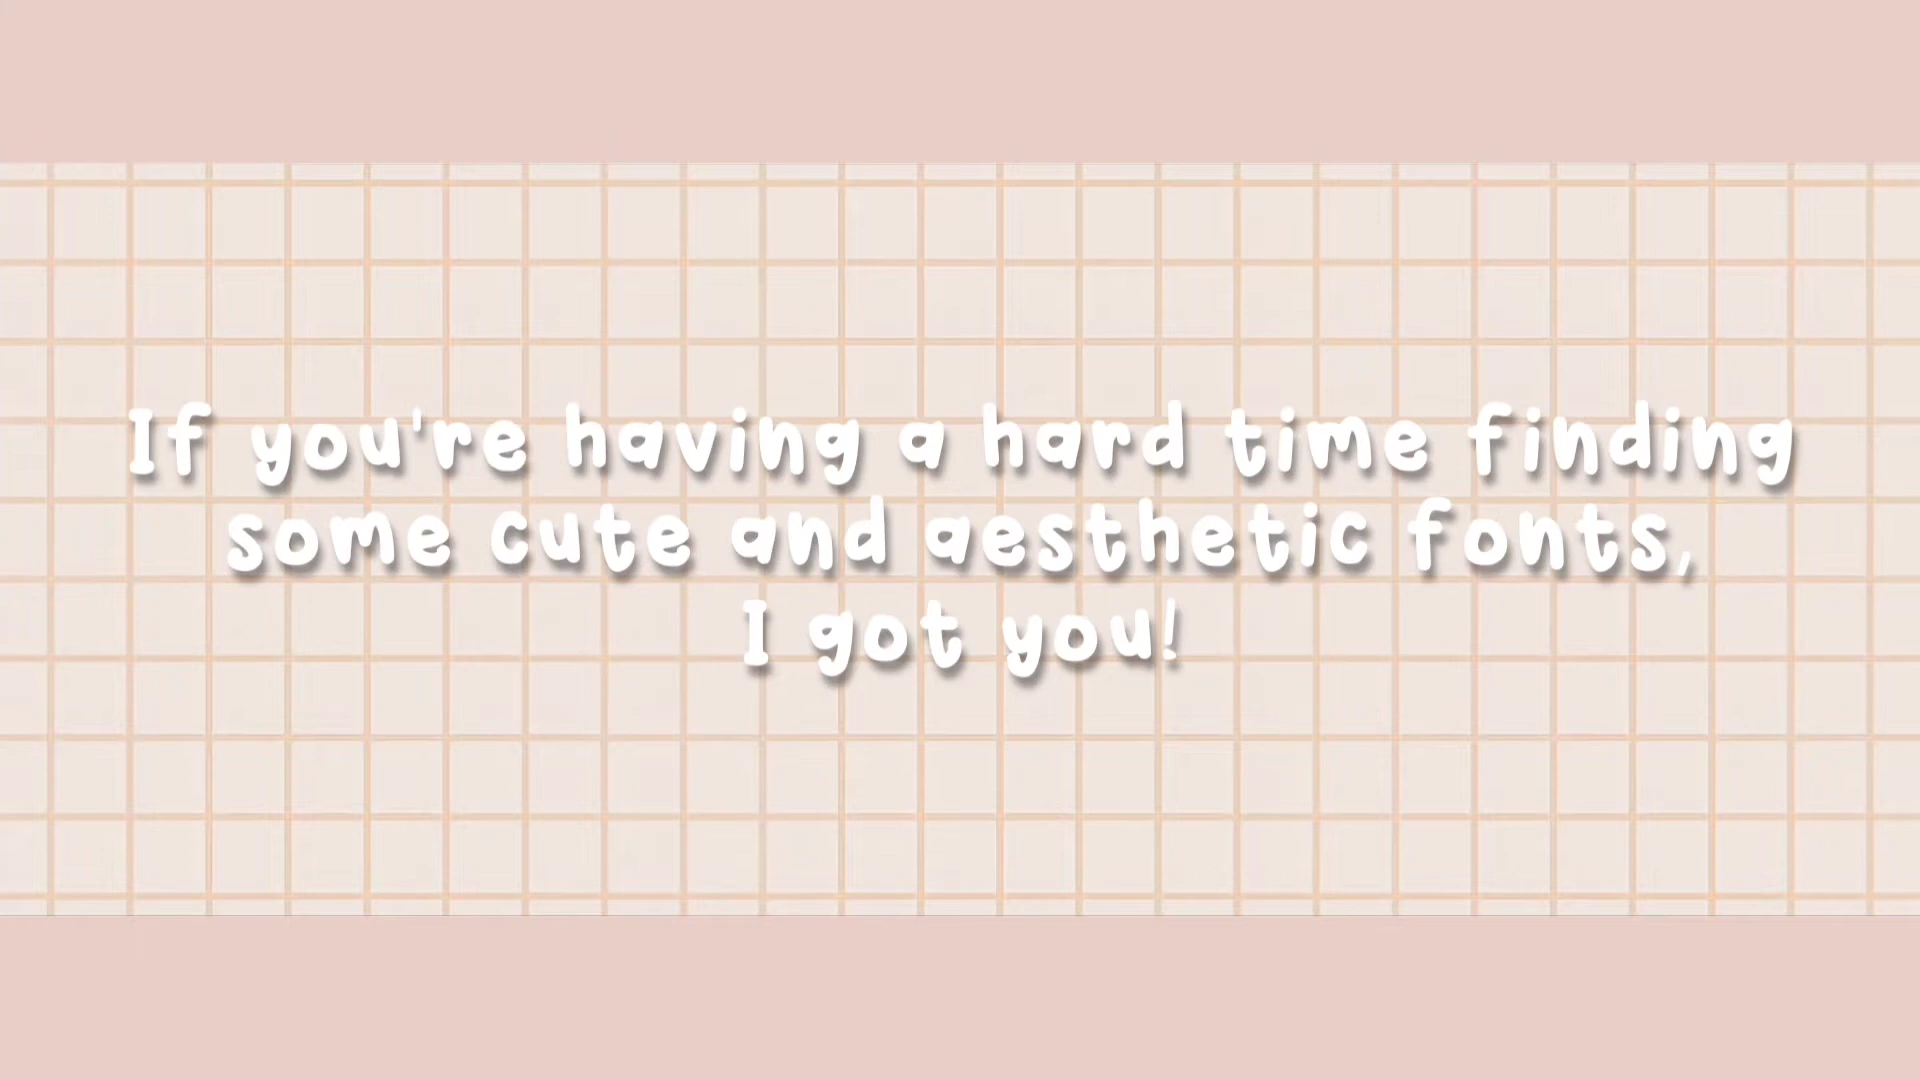 If you're having a hard time finding
some cute and aesthetic fonts,
I got you!